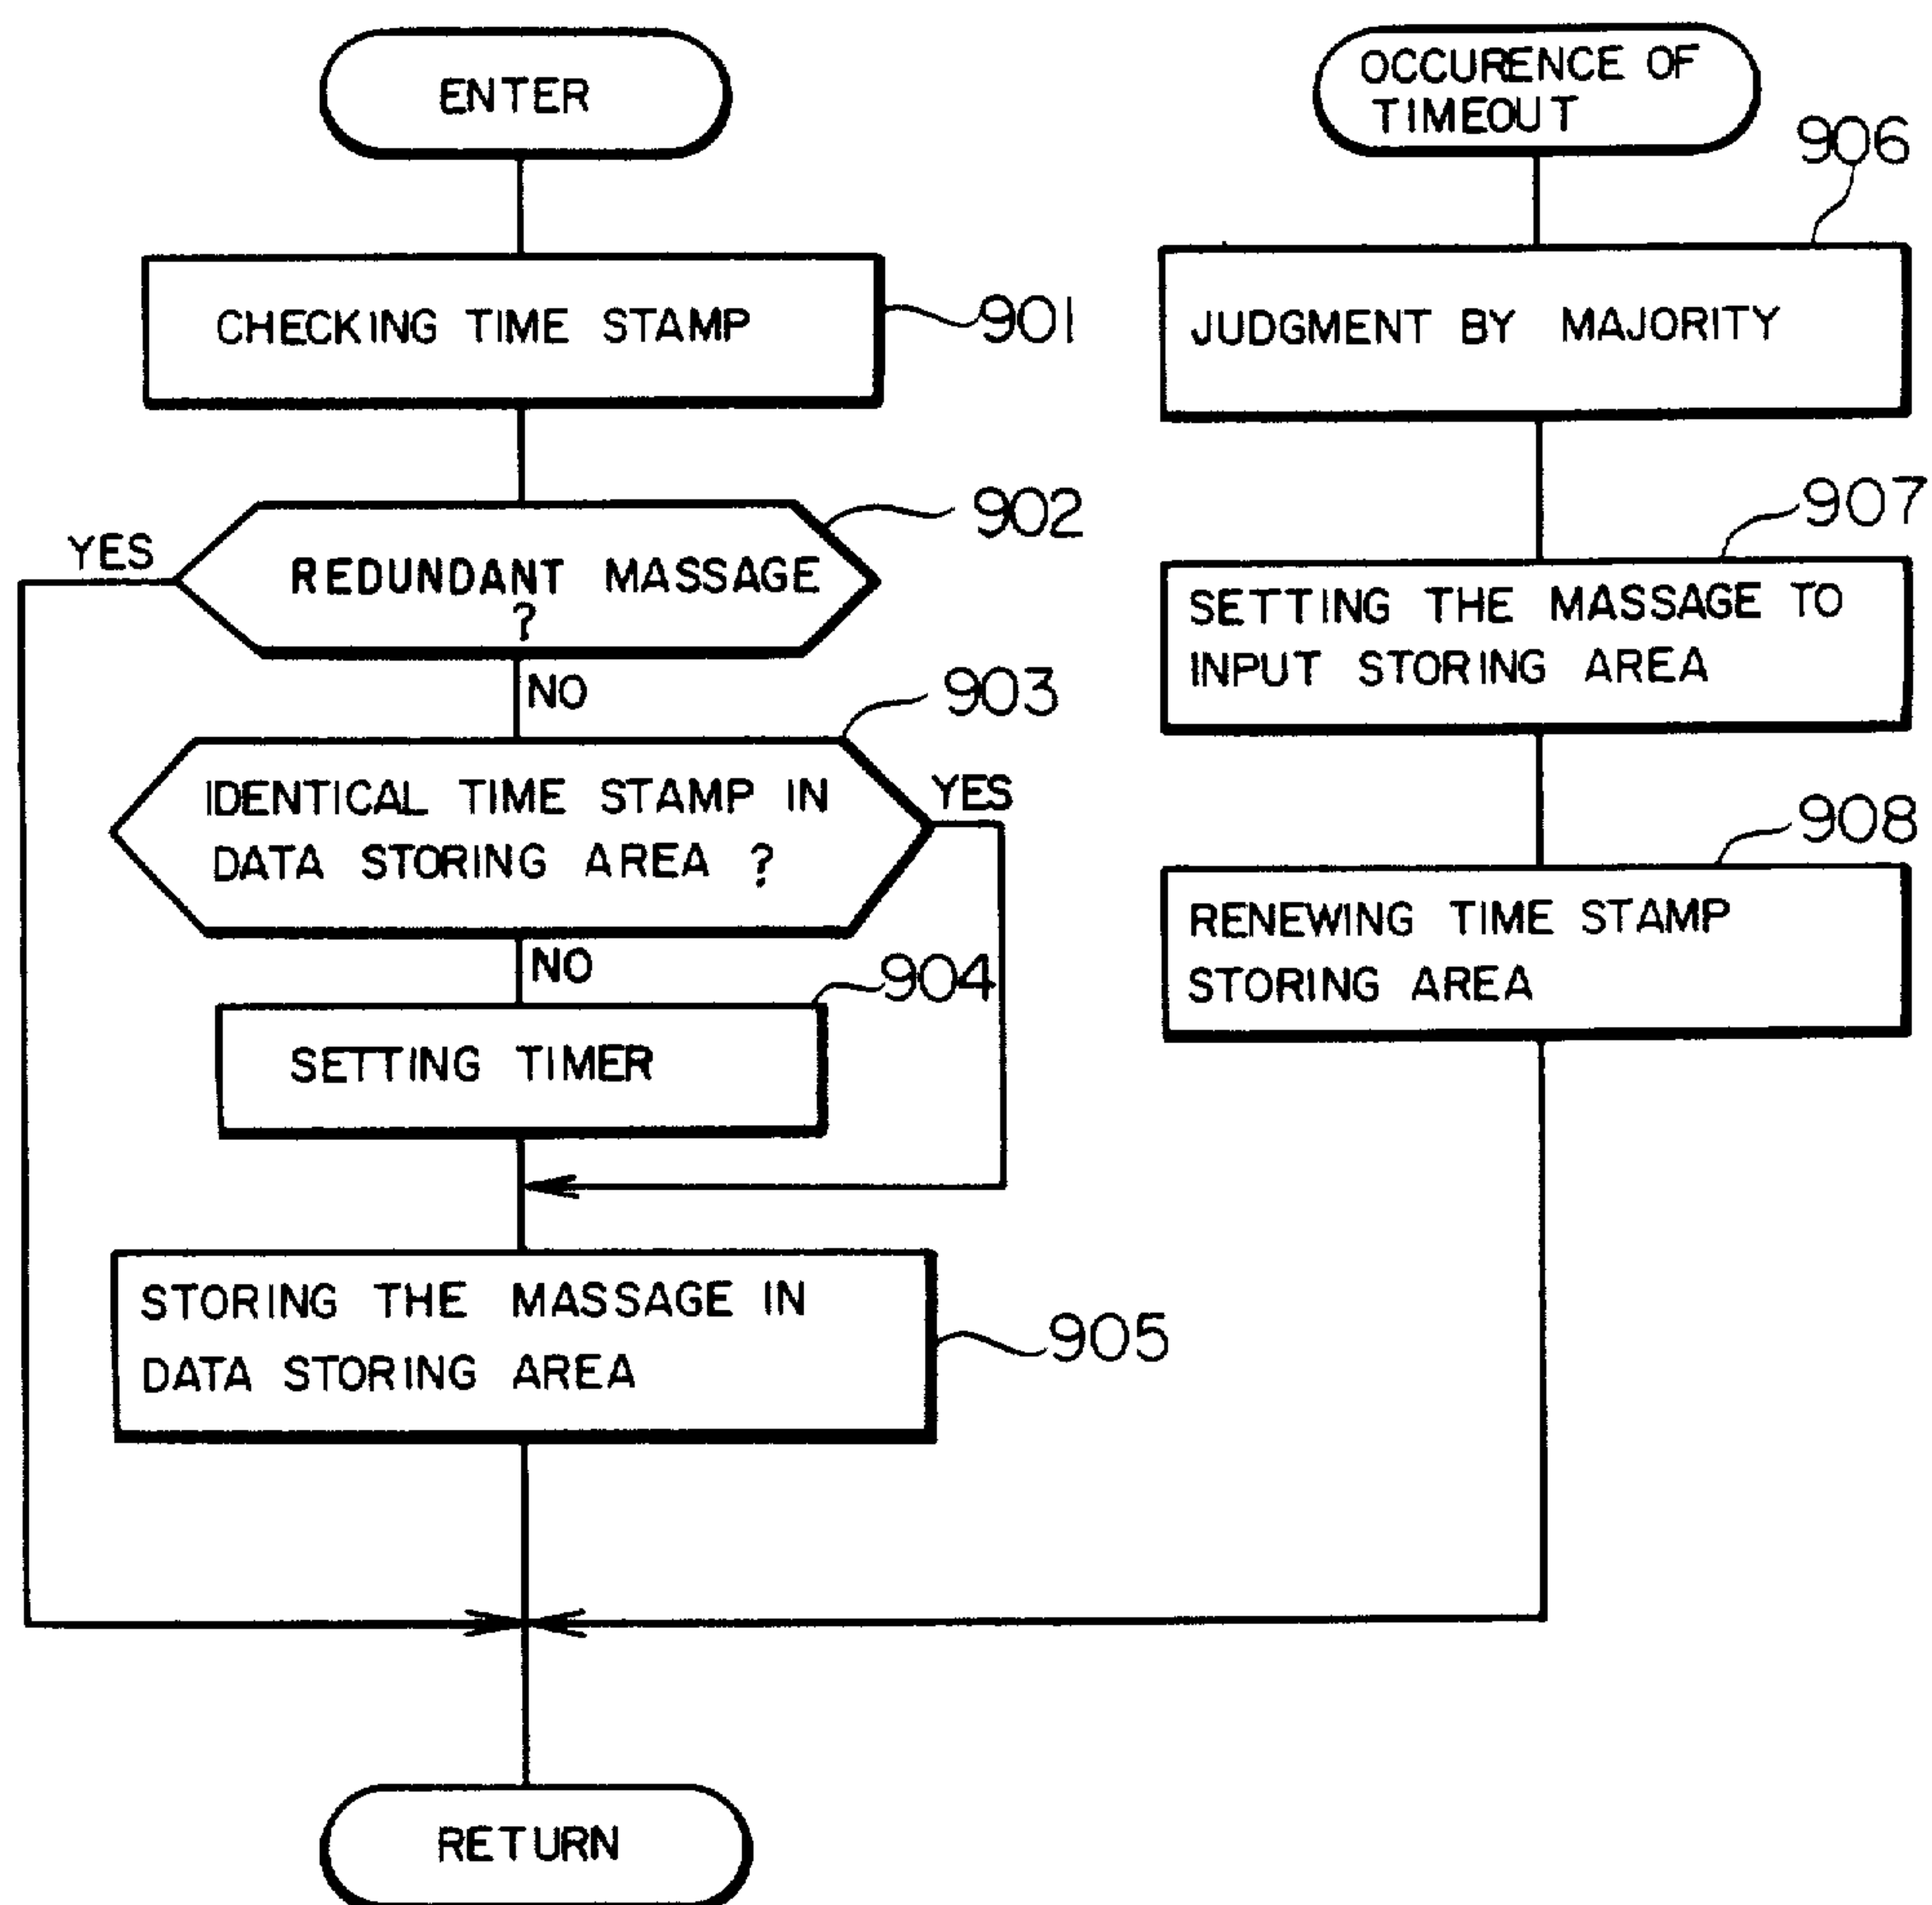 ENTER
CHECKING TIME STAMP
901
902
YES
REDUNDANT MASSAGE
?
NO
903
IDENTICAL TIME STAMP IN
DATA STORING AREA ?
YES
NO
904
SETTING TIMER
STORING THE MASSAGE IN
DATA STORING AREA
905
RETURN
OCCURENCE OF
TIMEOUT
906
JUDGMENT BY MAJORITY
907
SETTING THE MASSAGE TO
INPUT STORING AREA
908
RENEWING TIME STAMP
STORING AREA